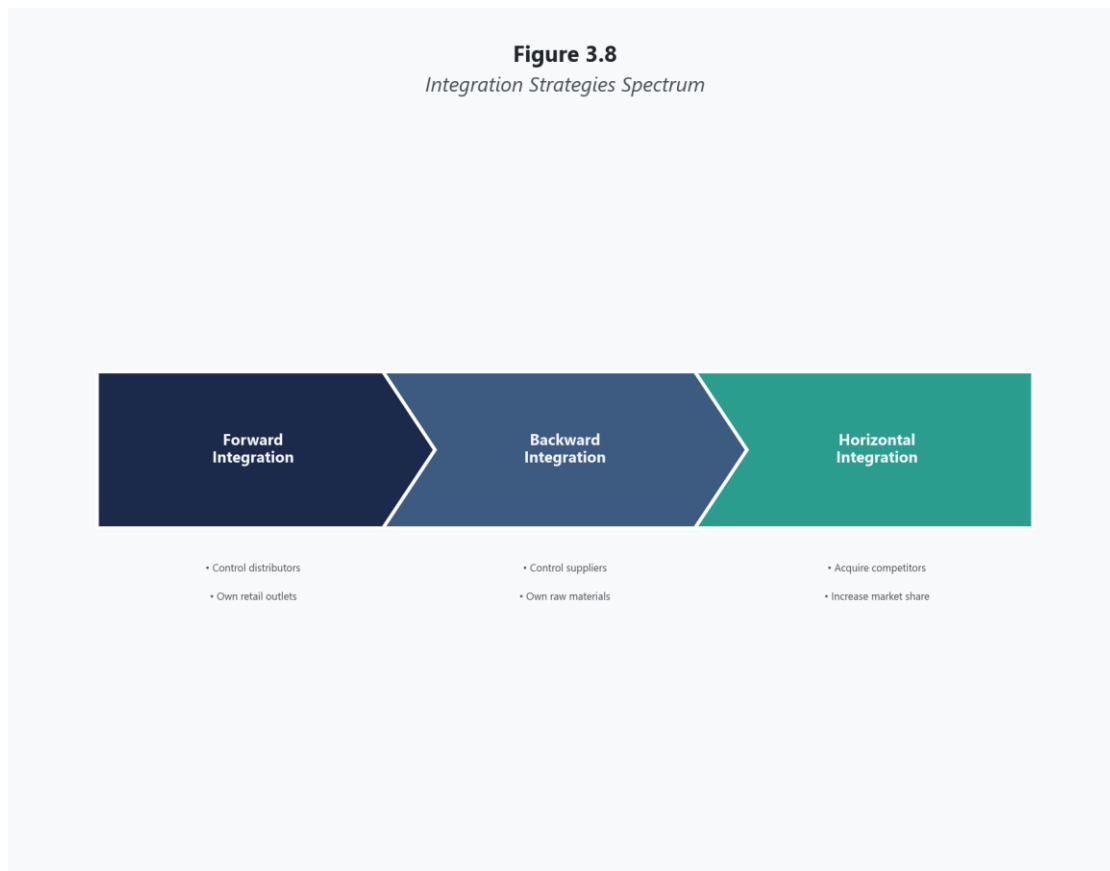 Figure 3.8
Integration Strategies Spectrum
Forward
Integration
Backward
Integration
Horizontal
Integration
• Control distributors
• Own retail outlets
• Control suppliers
• Own raw materials
• Acquire competitors
• Increase market share